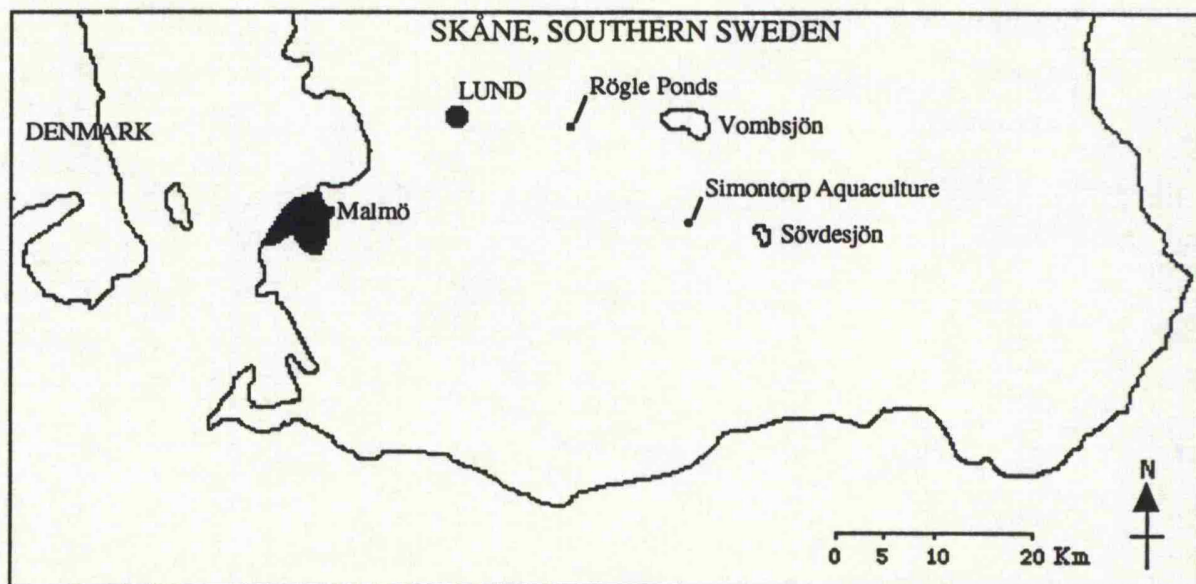 SKÅNE, SOUTHERN SWEDEN
LUND
Rögle Ponds
DENMARK
Vombsjön
Simontorp Aquaculture
Malmö
Sövdesjön
N
0 5 10 20 Km